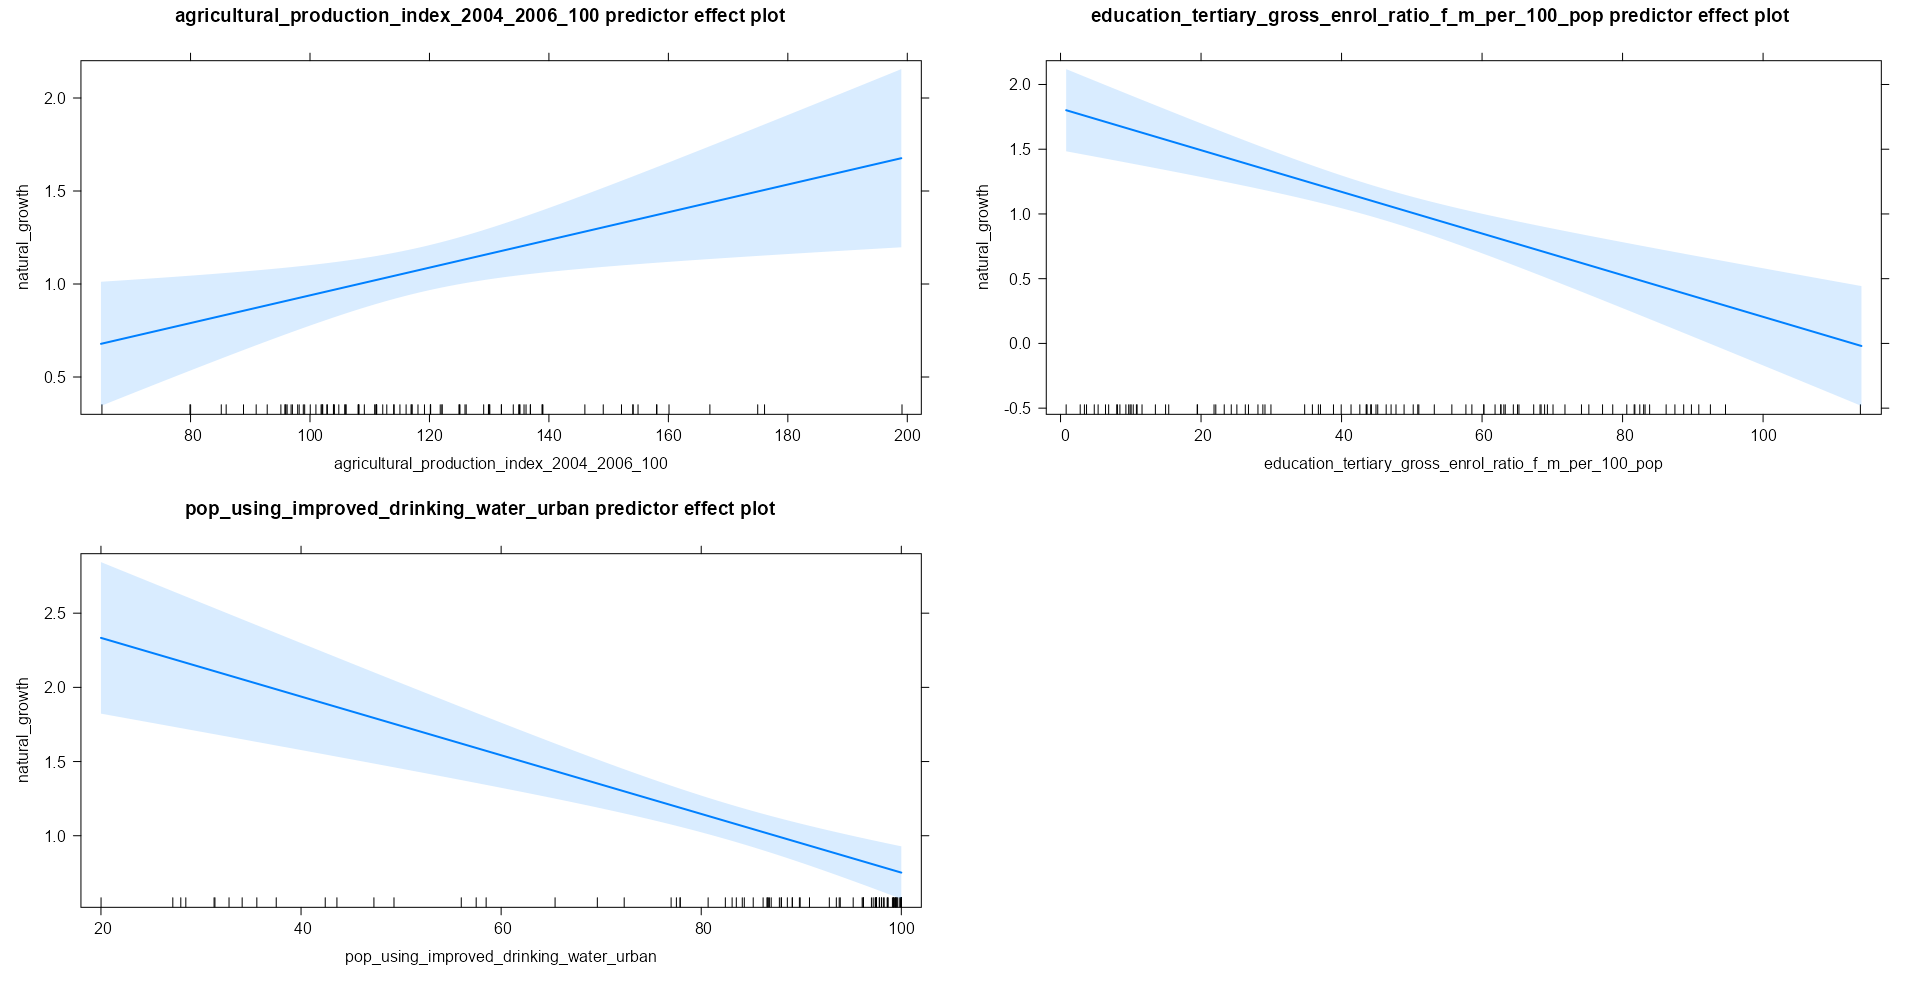 agricultural_production_index_2004_2006_100 predictor effect plot
2.0
1.5
1.0
0.5
natural_growth
80 100 120 140 160 180 200
agricultural_production_index_2004_2006_100
education_tertiary_gross_enrol_ratio_f_m_per_100_pop predictor effect plot
2.0
1.5
1.0
0.5
0.0
-0.5
natural_growth
0 20 40 60 80 100
education_tertiary_gross_enrol_ratio_f_m_per_100_pop
pop_using_improved_drinking_water_urban predictor effect plot
2.5
2.0
1.5
1.0
natural_growth
20 40 60 80 100
pop_using_improved_drinking_water_urban